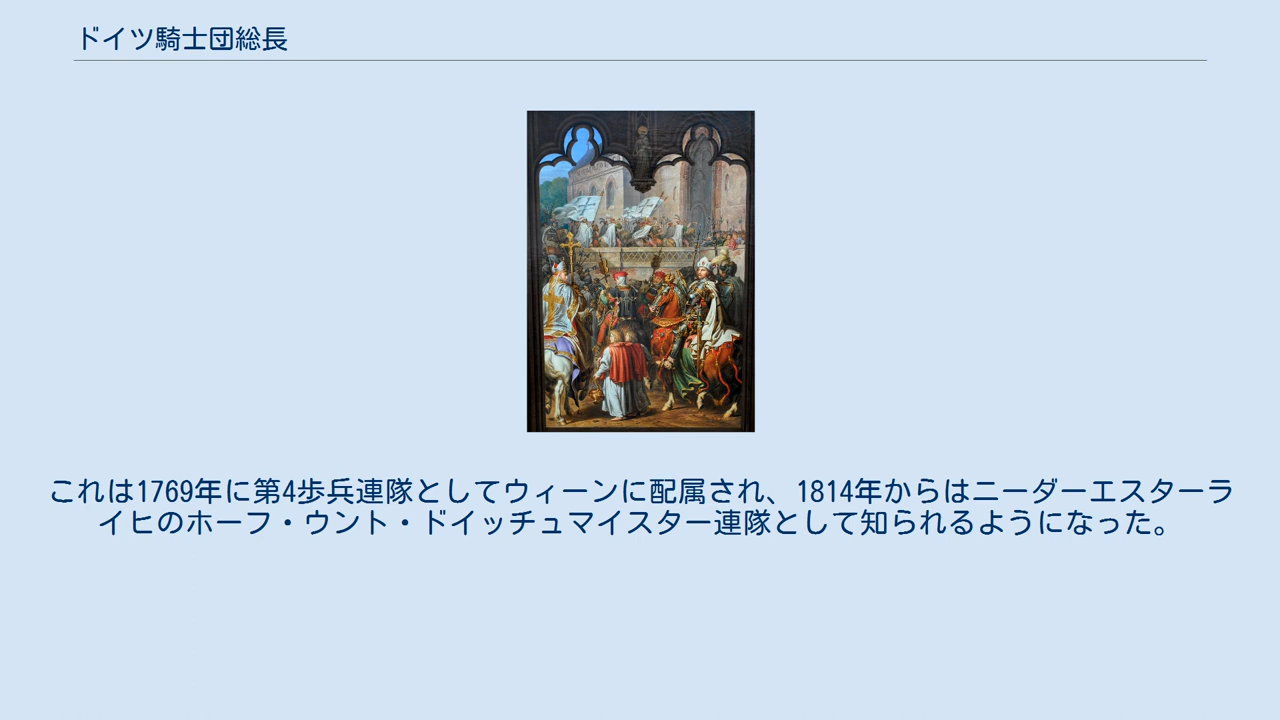 ドイツ騎士団総長
これは1769年に第4歩兵連隊としてウィーンに配属され、1814年からはニーダーエスターラ
イヒのホーフ・ウント・ドイッチュマイスター連隊として知られるようになった。